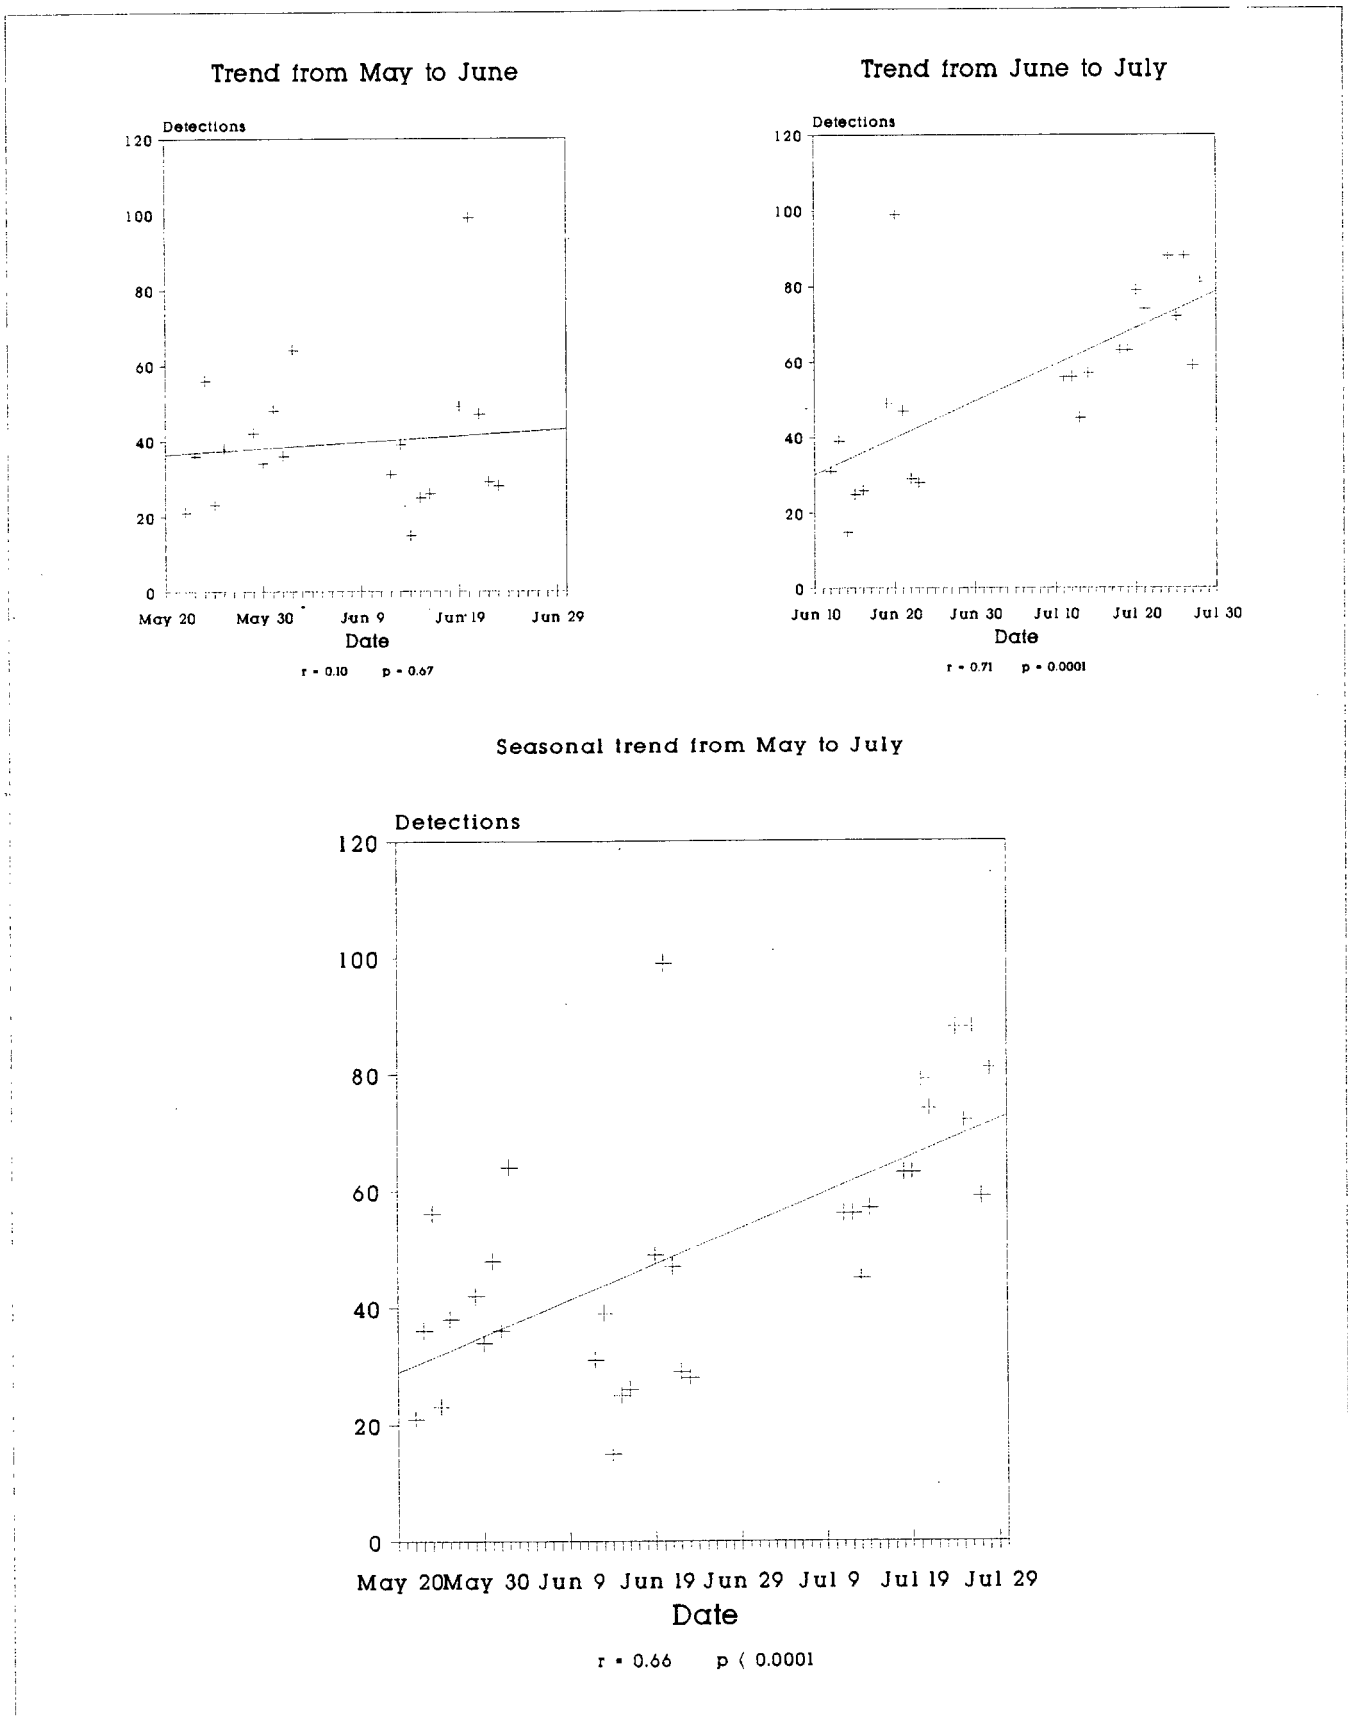 Trend from May to June
Detections
120
100
80
60
40
20
0
May 20 May 30 Jun 9 Jun 19 Jun 29
Date
r = 0.10 p = 0.67
Trend from June to July
Detections
120
100
80
60
40
20
0
Jun 10 Jun 20 Jun 30 Jul 10 Jul 20 Jul 30
Date
r = 0.71 p = 0.0001
Seasonal trend from May to July
Detections
120
100
80
60
40
20
0
May 20 May 30 Jun 9 Jun 19 Jun 29 Jul 9 Jul 19 Jul 29
Date
r = 0.66 p < 0.0001